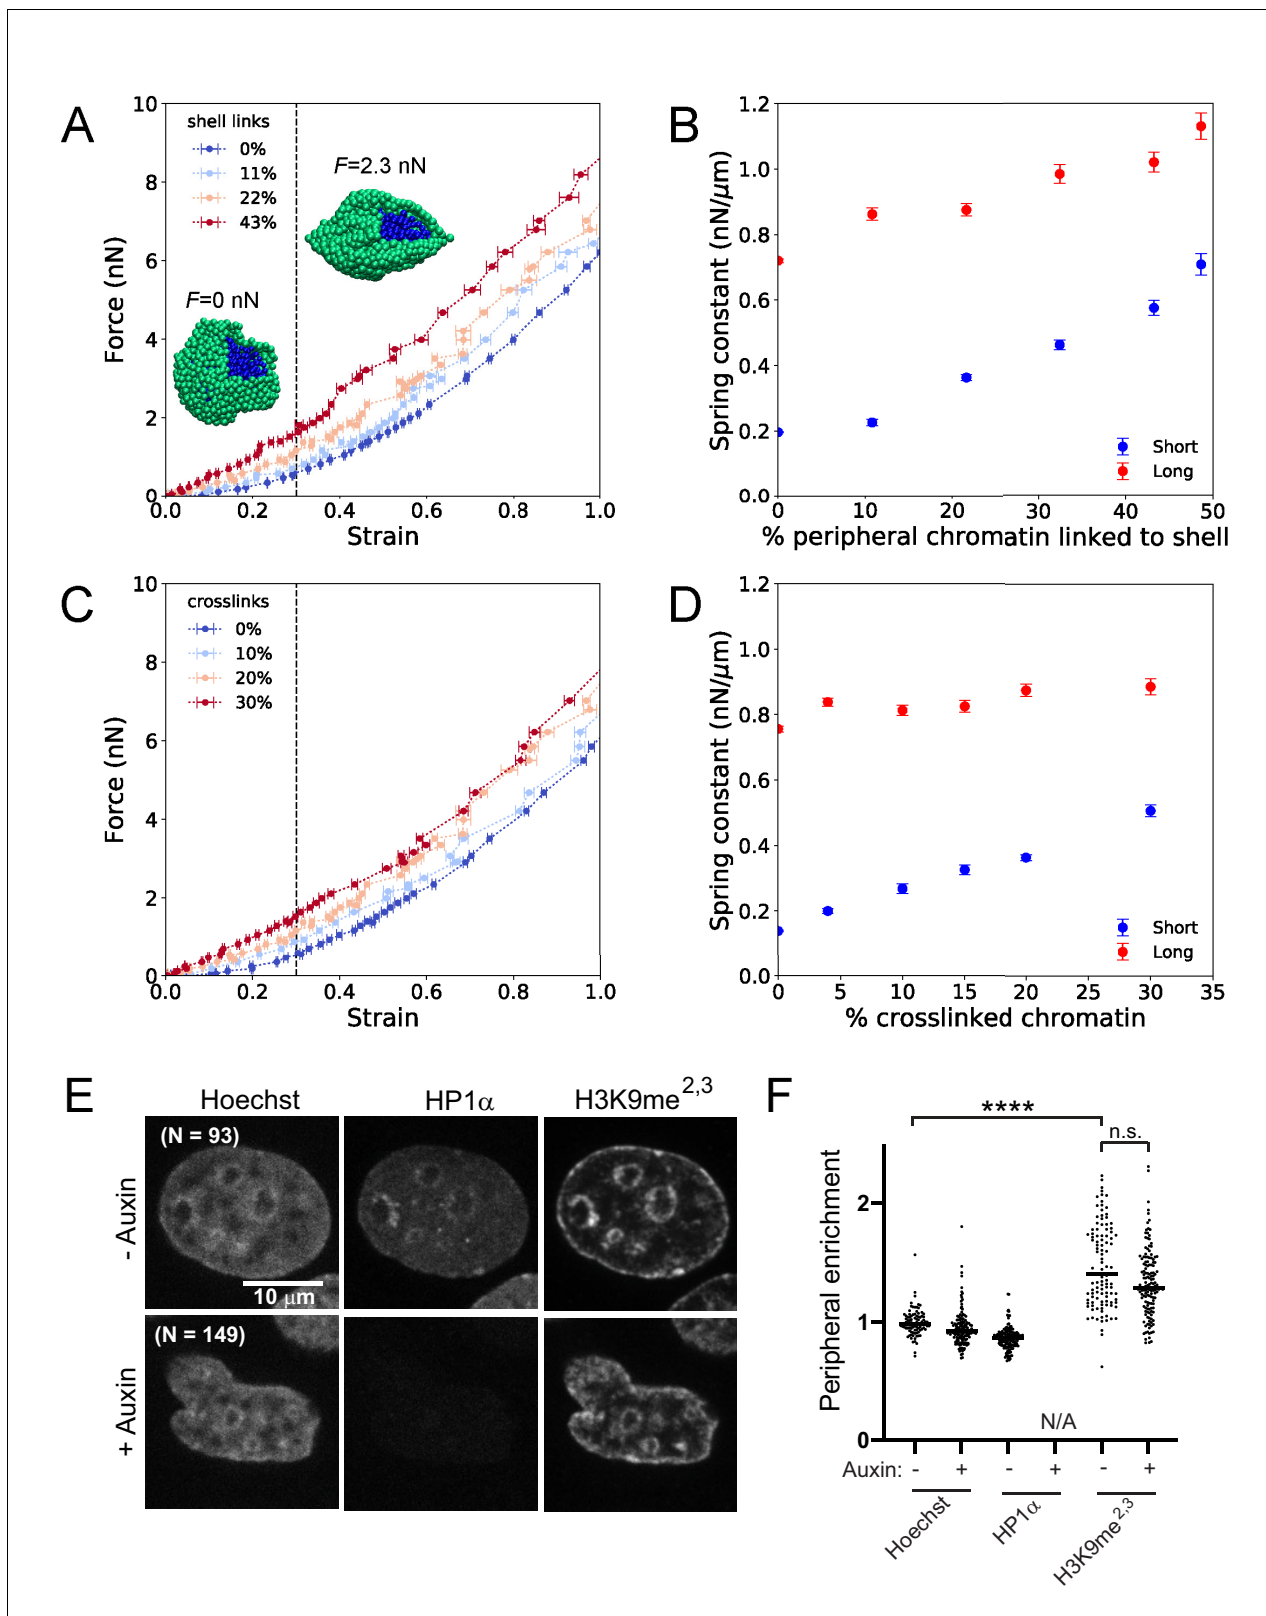 A
10
8
6
4
2
0
Force (nN)
shell links
0%
11%
22%
43%
F=2.3 nN
F=0 nN
0.0 0.2 0.4 0.6 0.8 1.0
Strain
B
1.2
1.0
0.8
0.6
0.4
0.2
0.0
Spring constant (nN/μm)
Short
Long
0 10 20 30 40 50
% peripheral chromatin linked to shell
C
10
8
6
4
2
0
Force (nN)
crosslinks
0%
10%
20%
30%
0.0 0.2 0.4 0.6 0.8 1.0
Strain
D
1.2
1.0
0.8
0.6
0.4
0.2
0.0
Spring constant (nN/μm)
Short
Long
0 5 10 15 20 25 30 35
% crosslinked chromatin
E
Hoechst HP1α H3K9me2,3
- Auxin
(N = 93)
10 μm
+ Auxin
(N = 149)
F
****
n.s.
2
1
0
Peripheral enrichment
N/A
Auxin: - + - + - +
Hoechst
HP1α
H3K9me2,3